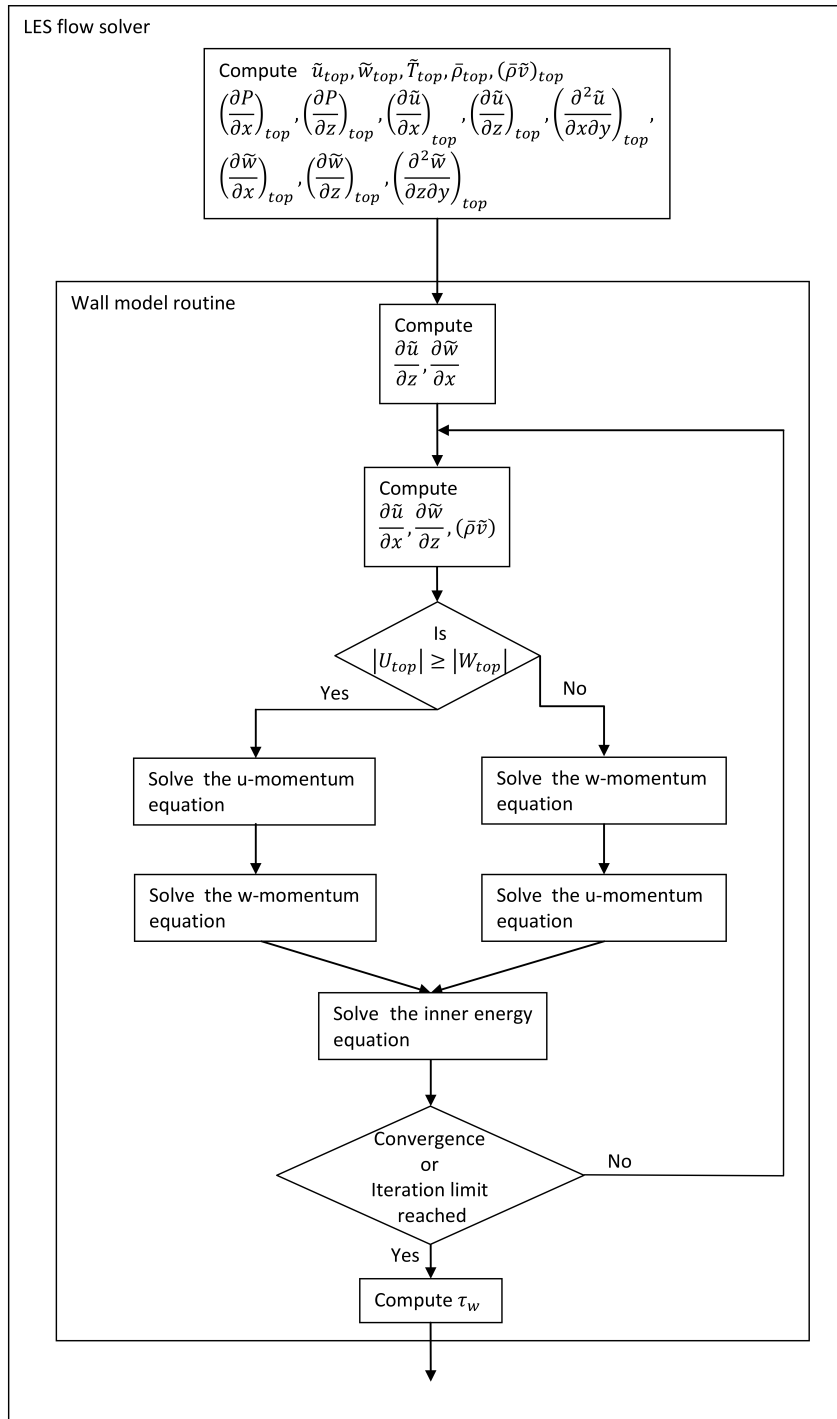 LES flow solver
Compute ũ_top, w̃_top, T̃_top, ρ̄_top, (ρ̄ṽ)_top
(∂P/∂x)_top, (∂P/∂z)_top, (∂ũ/∂x)_top, (∂ũ/∂z)_top, (∂²ũ/∂x∂y)_top,
(∂w̃/∂x)_top, (∂w̃/∂z)_top, (∂²w̃/∂z∂y)_top
Wall model routine
Compute
∂ũ/∂z, ∂w̃/∂x
Compute
∂ũ/∂x, ∂w̃/∂z, (ρ̄ṽ)
Is
|U_top| ≥ |W_top|
Yes
No
Solve the u-momentum
equation
Solve the w-momentum
equation
Solve the w-momentum
equation
Solve the u-momentum
equation
Solve the inner energy
equation
Convergence
or
Iteration limit
reached
No
Yes
Compute τ_w